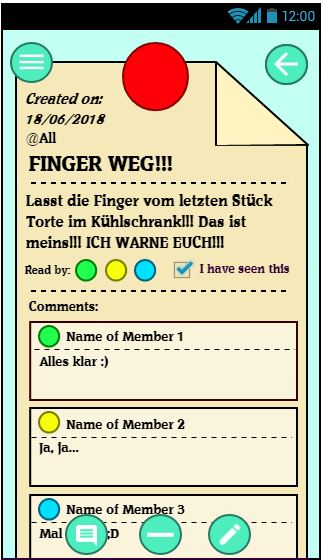 12:00
Created on:
18/06/2018
@All
FINGER WEG!!!
Lasst die Finger vom letzten Stück
Torte im Kühlschrank!!! Das ist
meins!!! ICH WARNE EUCH!!!
Read by:
I have seen this
Comments:
Name of Member 1
Alles klar :)
Name of Member 2
Ja, Ja...
Name of Member 3
Mal ;D